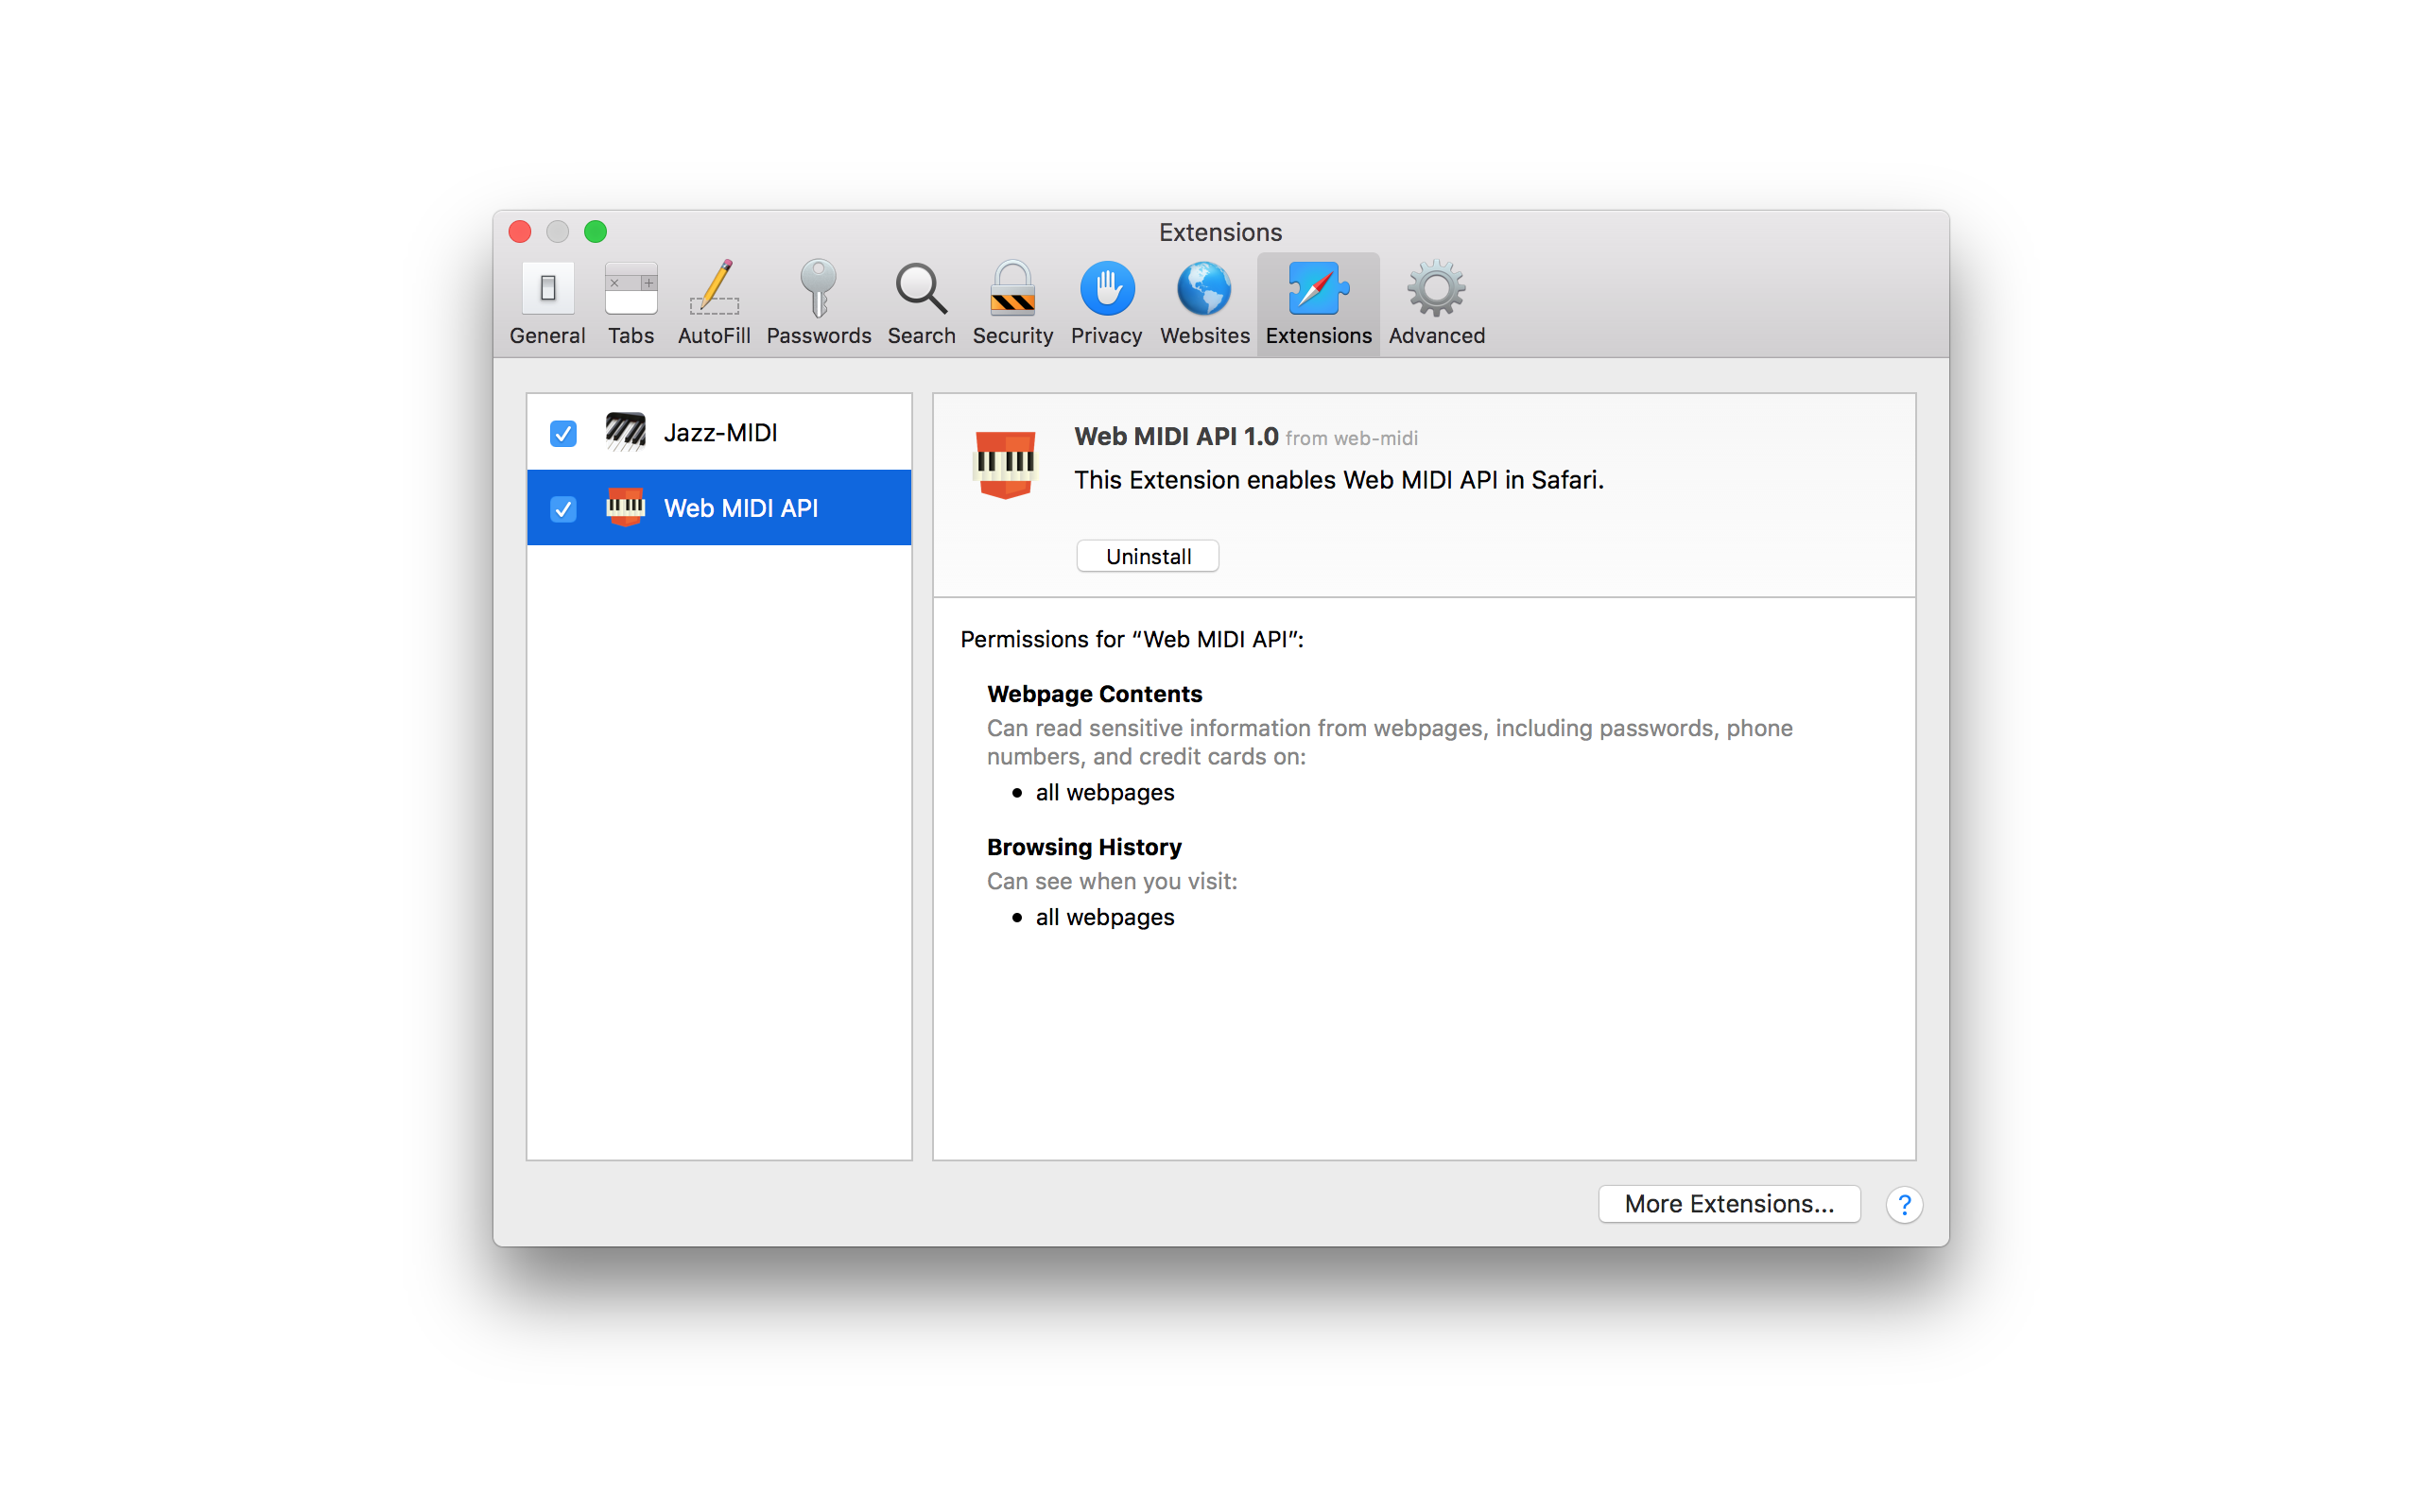 Extensions
General Tabs AutoFill Passwords Search Security Privacy Websites Extensions Advanced
Jazz-MIDI
Web MIDI API
Web MIDI API 1.0 from web-midi
This Extension enables Web MIDI API in Safari.
Uninstall
Permissions for “Web MIDI API”:
Webpage Contents
Can read sensitive information from webpages, including passwords, phone
numbers, and credit cards on:
• all webpages
Browsing History
Can see when you visit:
• all webpages
More Extensions...
?